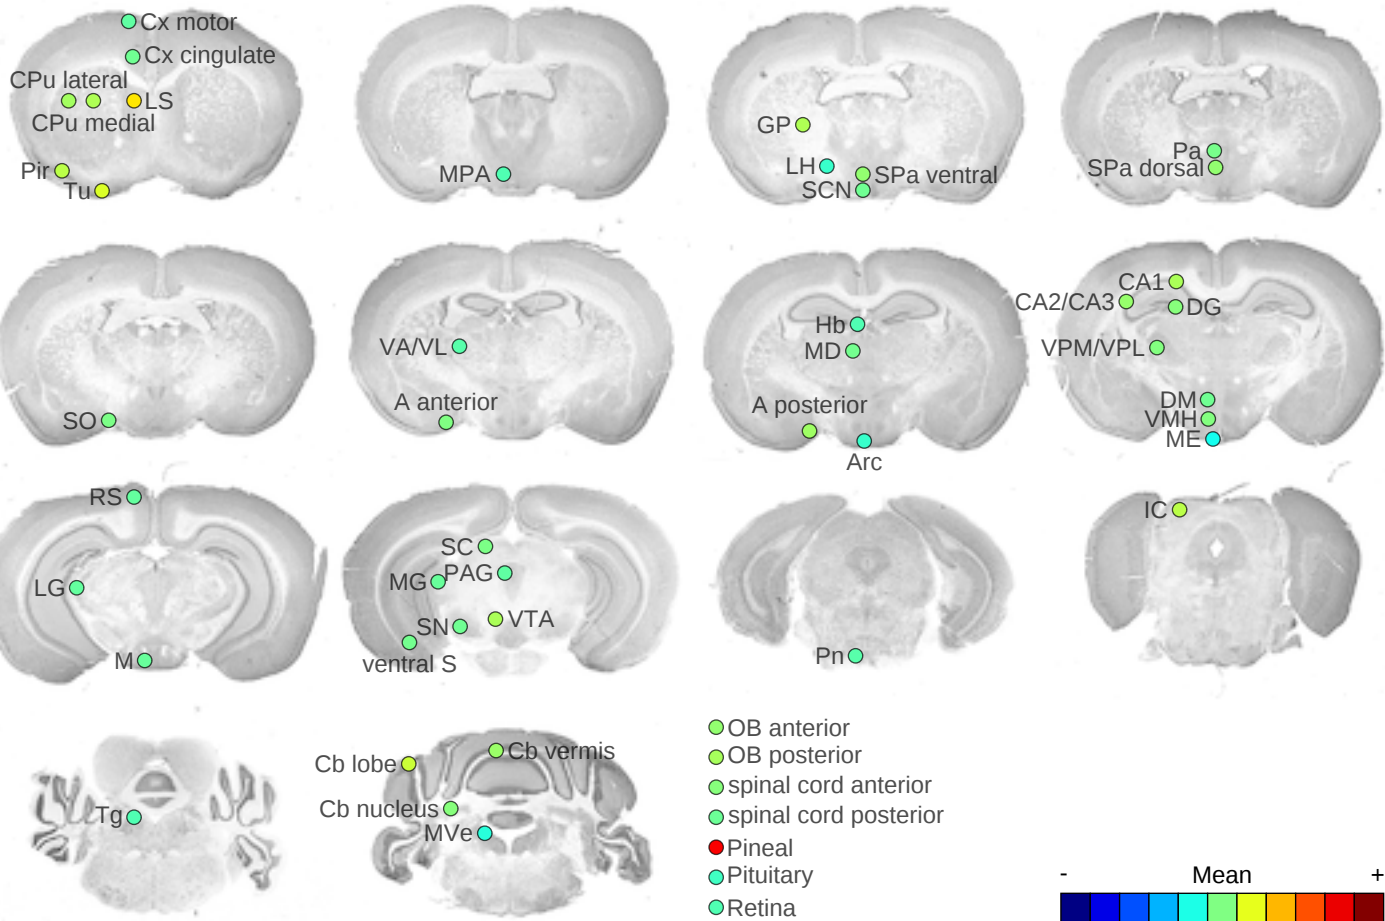 Cx motor
Cx cingulate
CPu lateral
LS
CPu medial
Pir
Tu
MPA
GP
LH
SPa ventral
SCN
Pa
SPa dorsal
SO
VA/VL
A anterior
Hb
MD
A posterior
Arc
CA1
CA2/CA3
DG
VPM/VPL
DM
VMH
ME
RS
LG
M
SC
PAG
MG
VTA
SN
ventral S
Pn
IC
Tg
Cb vermis
Cb lobe
Cb nucleus
MVe
OB anterior
OB posterior
spinal cord anterior
spinal cord posterior
Pineal
Pituitary
Retina
- Mean +